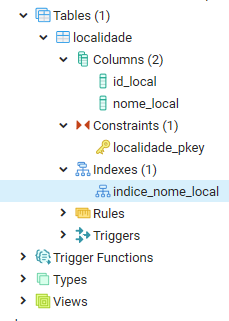 Tables (1)
localidade
Columns (2)
id_local
nome_local
Constraints (1)
localidade_pkey
Indexes (1)
indice_nome_local
Rules
Triggers
Trigger Functions
Types
Views